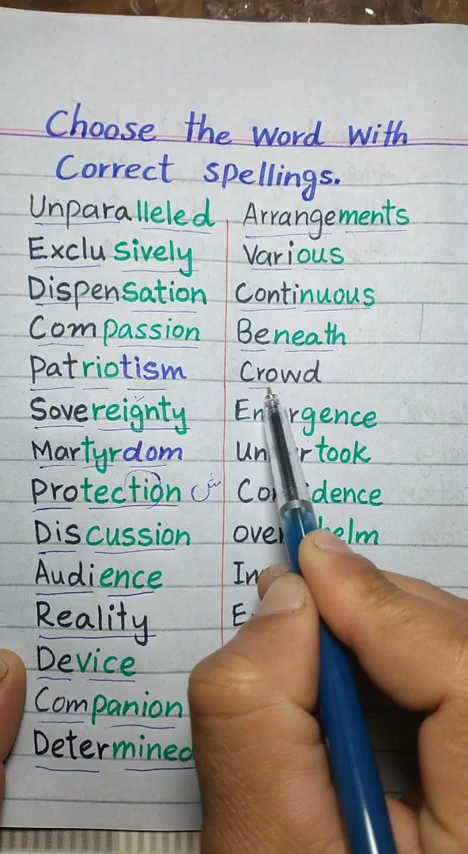 Choose the word with
Correct spellings.
Unparalleled
Exclusively
Dispensation
Compassion
Patriotism
Sovereignty
Martyrdom
Protection ش
Discussion
Audience
Reality
Device
Companion
Determined
Arrangements
Various
Continuous
Beneath
Crowd